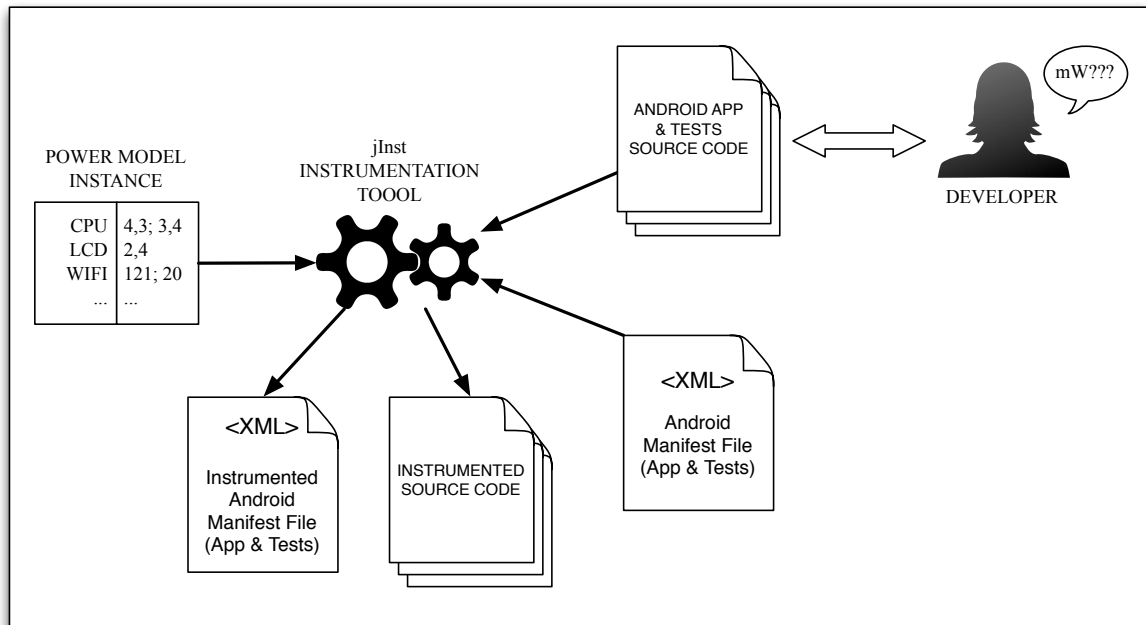 mW???
ANDROID APP
& TESTS
SOURCE CODE
DEVELOPER
jInst
INSTRUMENTATION
TOOOL
POWER MODEL
INSTANCE
CPU 4,3; 3,4
LCD 2,4
WIFI 121; 20
... ...
<XML>
Android
Manifest File
(App & Tests)
<XML>
Instrumented
Android
Manifest File
(App & Tests)
INSTRUMENTED
SOURCE CODE